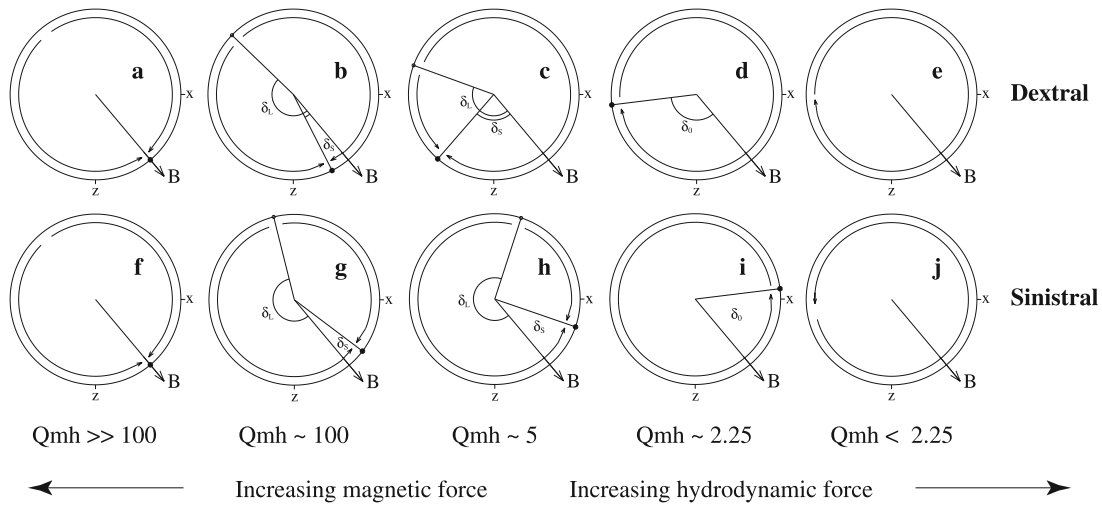 a
b
c
d
e
Dextral
x
x
x
x
x
δL
δS
δL
δS
δ0
B
B
B
B
B
z
z
z
z
z
f
g
h
i
j
Sinistral
x
x
x
x
x
δL
δS
δL
δS
δ0
B
B
B
B
B
z
z
z
z
z
Qmh >> 100
Qmh ~ 100
Qmh ~ 5
Qmh ~ 2.25
Qmh < 2.25
Increasing magnetic force
Increasing hydrodynamic force